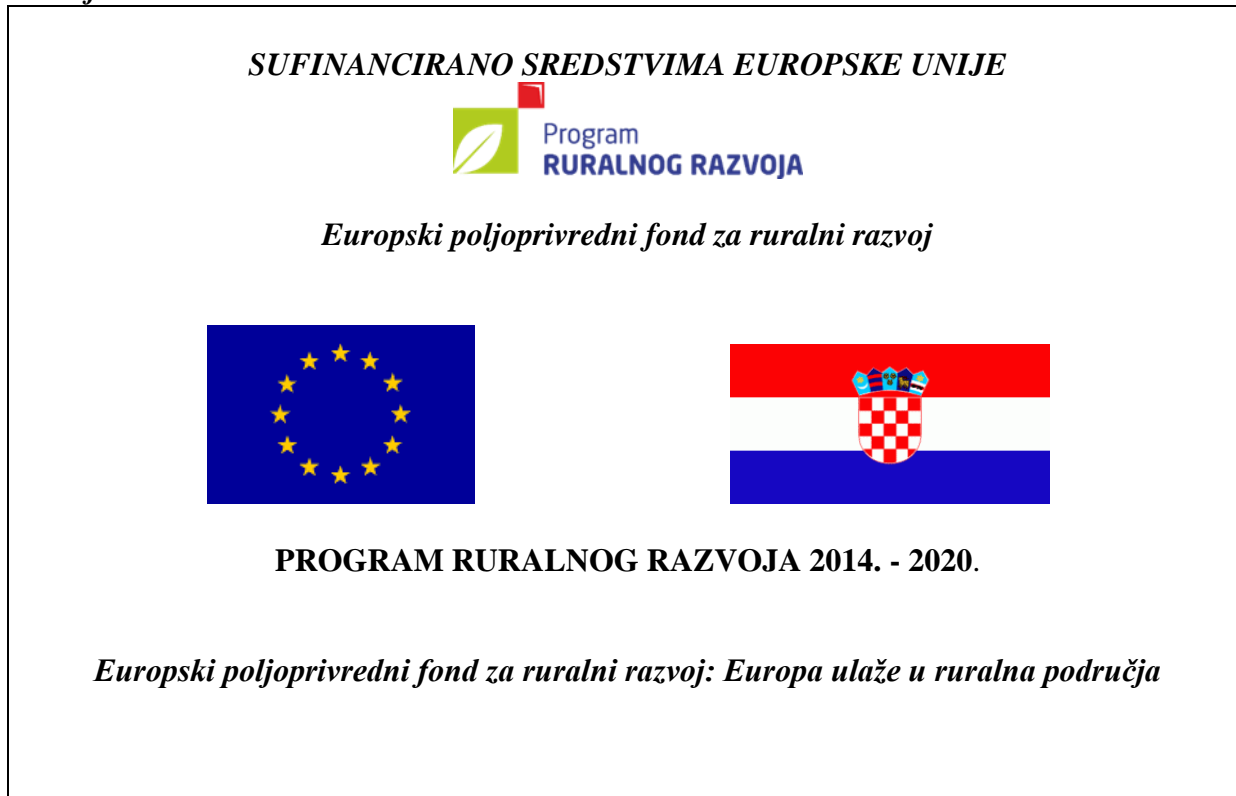 SUFINANCIRANO SREDSTVIMA EUROPSKE UNIJE
Program
RURALNOG RAZVOJA
Europski poljoprivredni fond za ruralni razvoj
PROGRAM RURALNOG RAZVOJA 2014. - 2020.
Europski poljoprivredni fond za ruralni razvoj: Europa ulaže u ruralna područja